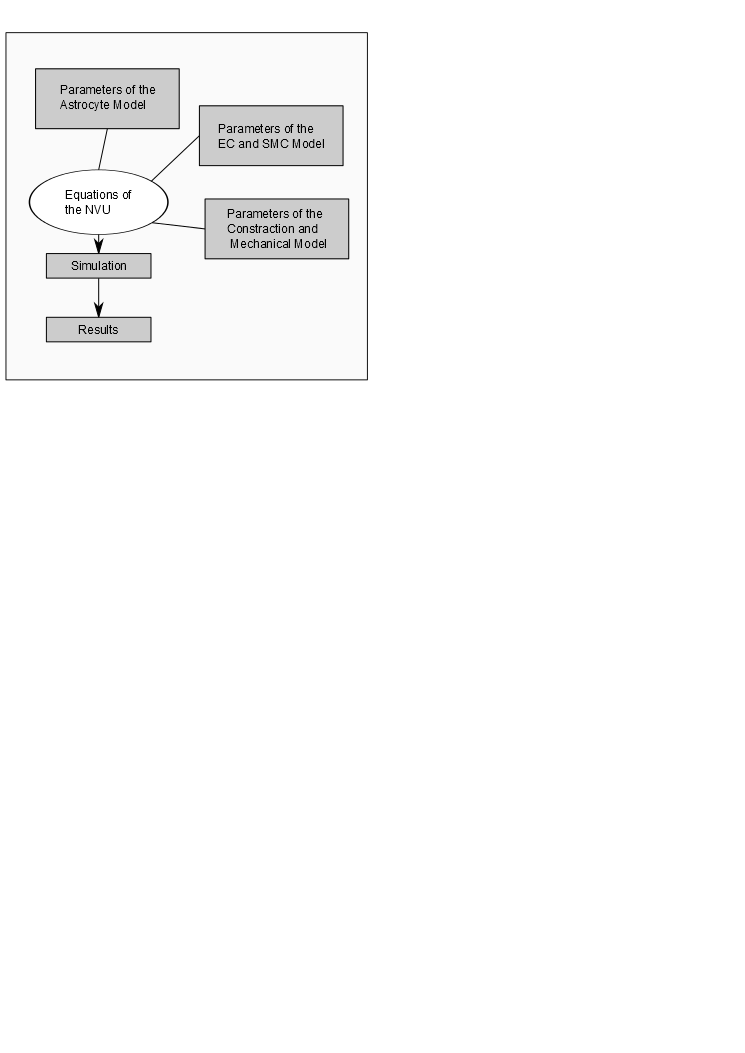 Parameters of the
Astrocyte Model
Parameters of the
EC and SMC Model
Equations of
the NVU
Parameters of the
Constraction and
Mechanical Model
Simulation
Results